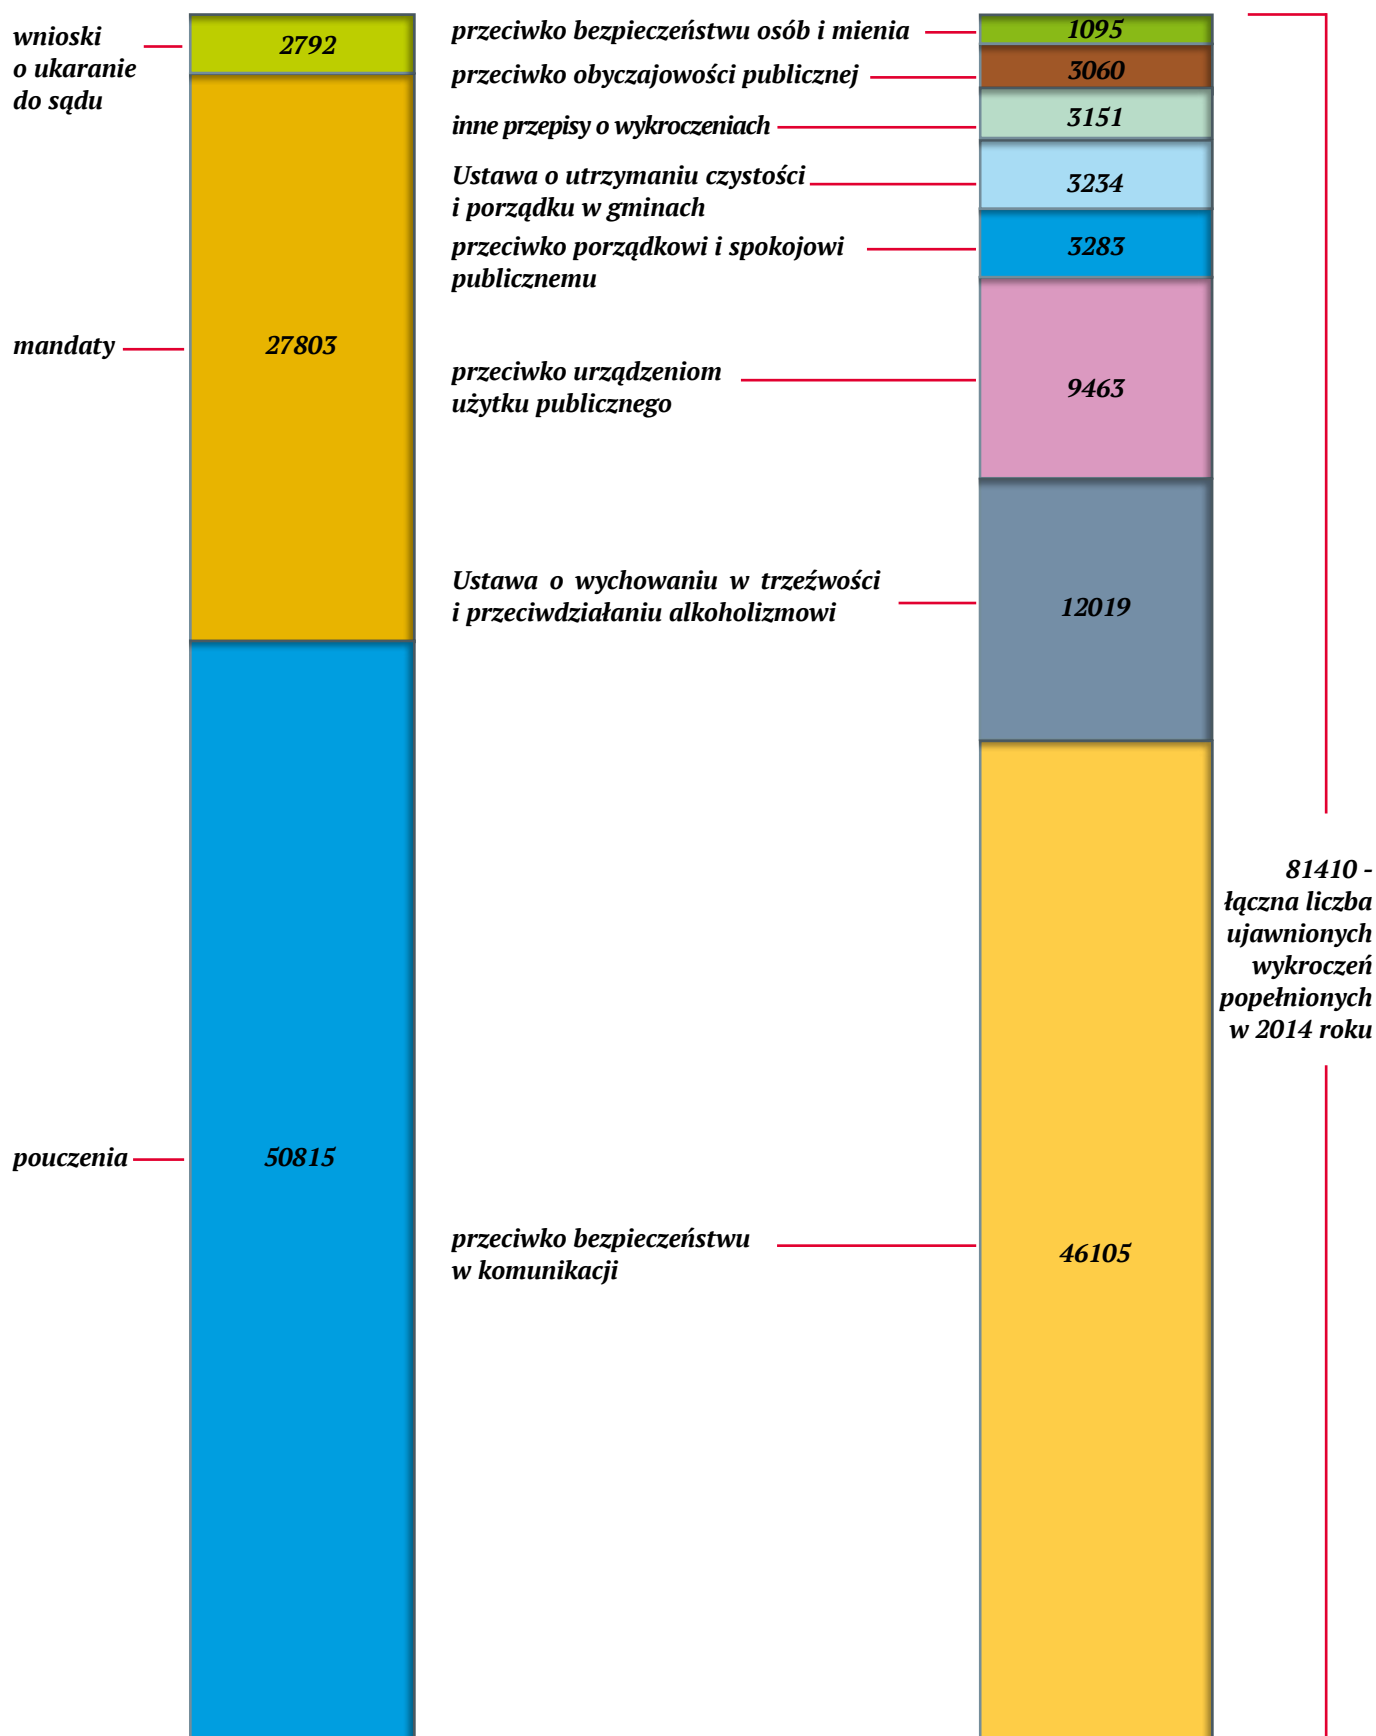 wnioski
o ukaranie
do sądu
2792
mandaty
27803
pouczenia
50815
przeciwko bezpieczeństwu osób i mienia
1095
przeciwko obyczajowości publicznej
3060
inne przepisy o wykroczeniach
3151
Ustawa o utrzymaniu czystości
i porządku w gminach
3234
przeciwko porządkowi i spokojowi
publicznemu
3283
przeciwko urządzeniom
użytku publicznego
9463
Ustawa o wychowaniu w trzeźwości
i przeciwdziałaniu alkoholizmowi
12019
przeciwko bezpieczeństwu
w komunikacji
46105
81410 -
łączna liczba
ujawnionych
wykroczeń
popełnionych
w 2014 roku